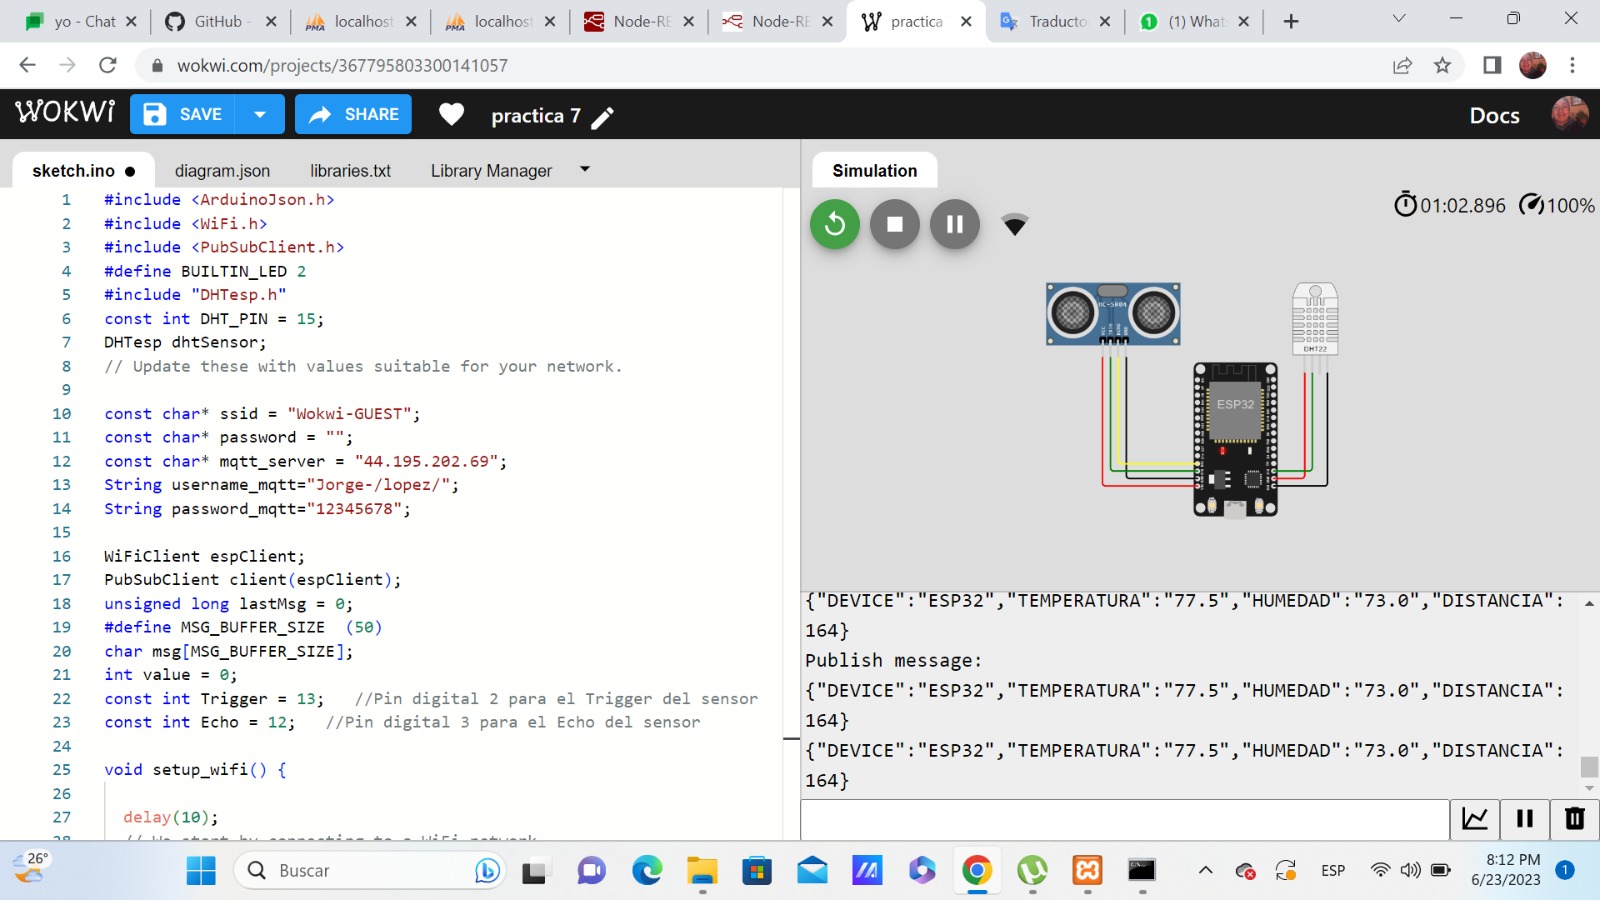 yo - Chat
GitHub -
localhost
localhost
Node-RE
Node-RE
practica
Traducto
(1) What
wokwi.com/projects/367795803300141057
WOKWi
SAVE
SHARE
practica 7
Docs
sketch.ino
diagram.json
libraries.txt
Library Manager
1 #include <ArduinoJson.h>
2 #include <WiFi.h>
3 #include <PubSubClient.h>
4 #define BUILTIN_LED 2
5 #include "DHTesp.h"
6 const int DHT_PIN = 15;
7 DHTesp dhtSensor;
8 // Update these with values suitable for your network.
9
10 const char* ssid = "Wokwi-GUEST";
11 const char* password = "";
12 const char* mqtt_server = "44.195.202.69";
13 String username_mqtt="Jorge-/lopez/";
14 String password_mqtt="12345678";
15
16 WiFiClient espClient;
17 PubSubClient client(espClient);
18 unsigned long lastMsg = 0;
19 #define MSG_BUFFER_SIZE  (50)
20 char msg[MSG_BUFFER_SIZE];
21 int value = 0;
22 const int Trigger = 13;   //Pin digital 2 para el Trigger del sensor
23 const int Echo = 12;   //Pin digital 3 para el Echo del sensor
24
25 void setup_wifi() {
26
27 delay(10);
28 // We start by connecting to a WiFi network
Simulation
01:02.896
100%
HC-SR04
DHT22
ESP32
{"DEVICE":"ESP32","TEMPERATURA":"77.5","HUMEDAD":"73.0","DISTANCIA":
164}
Publish message:
{"DEVICE":"ESP32","TEMPERATURA":"77.5","HUMEDAD":"73.0","DISTANCIA":
164}
{"DEVICE":"ESP32","TEMPERATURA":"77.5","HUMEDAD":"73.0","DISTANCIA":
164}
26°
Buscar
ESP
8:12 PM
6/23/2023
1